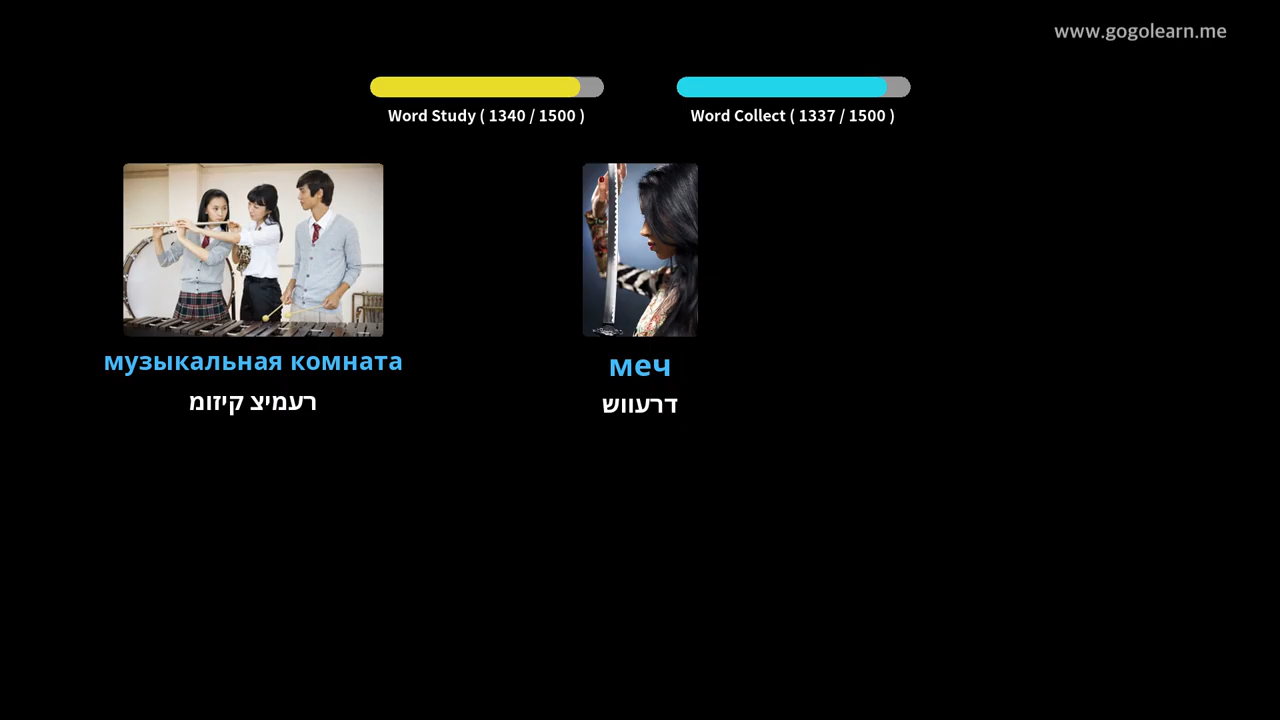 www.gogolearn.me
Word Study ( 1340 / 1500 )
Word Collect ( 1337 / 1500 )
музыкальная комната
רעמיצ קיזומ
меч
דרעווש